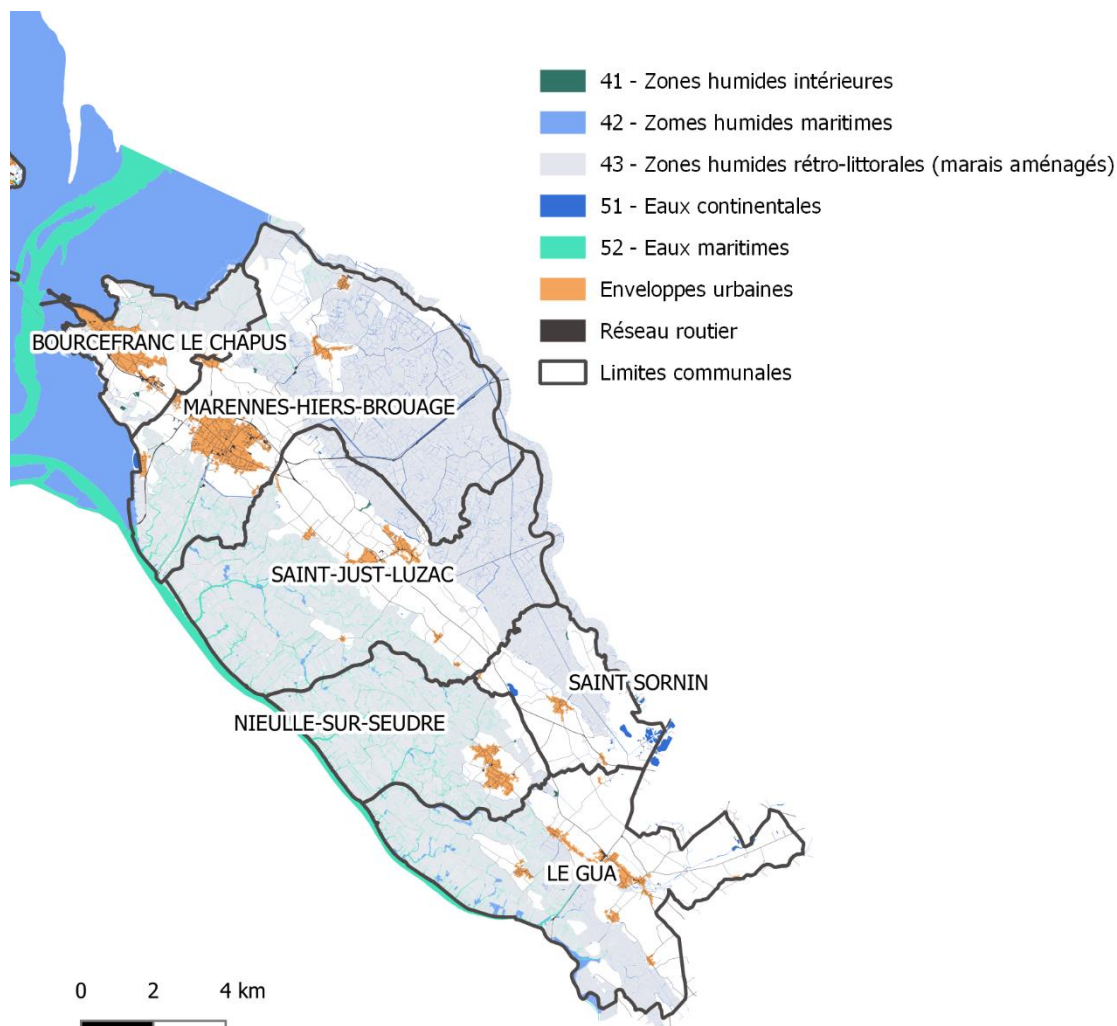 41 - Zones humides intérieures
42 - Zomes humides maritimes
43 - Zones humides rétro-littorales (marais aménagés)
51 - Eaux continentales
52 - Eaux maritimes
Enveloppes urbaines
Réseau routier
Limites communales
BOURCEFRANC LE CHAPUS
MARENNES-HIERS-BROUAGE
SAINT-JUST-LUZAC
SAINT SORNIN
NIEULLE-SUR-SEUDRE
LE GUA
0 2 4 km